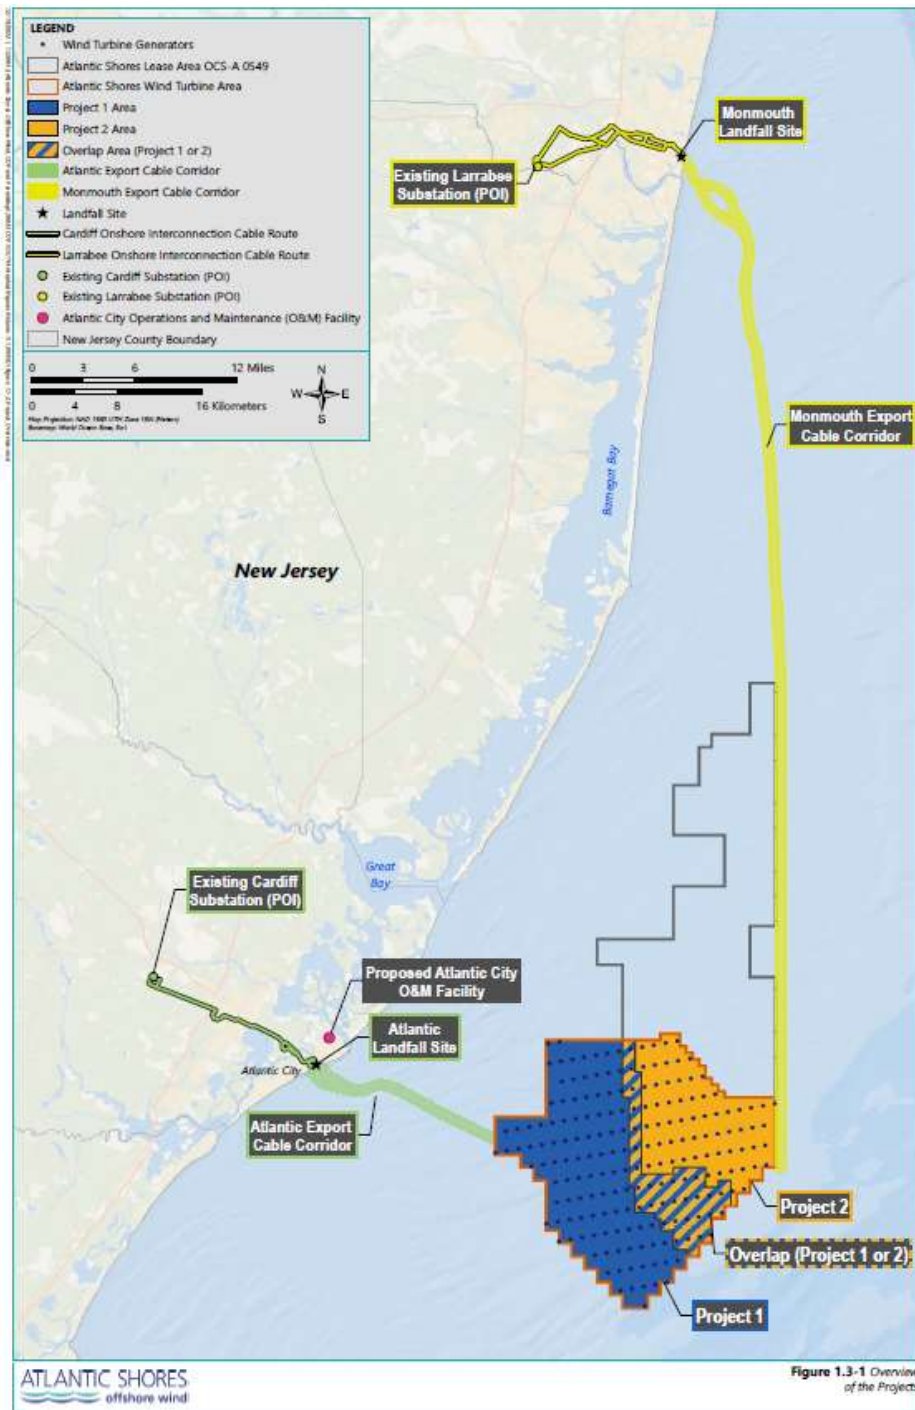 LEGEND
Wind Turbine Generators
Atlantic Shores Lease Area OCS-A 0549
Atlantic Shores Wind Turbine Area
Project 1 Area
Project 2 Area
Overlap Area (Project 1 or 2)
Atlantic Export Cable Corridor
Monmouth Export Cable Corridor
Landfall Site
Cardiff Onshore Interconnection Cable Route
Larrabee Onshore Interconnection Cable Route
Existing Cardiff Substation (POI)
Existing Larrabee Substation (POI)
Atlantic City Operations and Maintenance (O&M) Facility
New Jersey County Boundary
0 3 6 12 Miles
0 4 8 16 Kilometers
N
W E
S
Monmouth
Landfall Site
Existing Larrabee
Substation (POI)
Monmouth Export
Cable Corridor
Barnegat Bay
New Jersey
Great
Bay
Existing Cardiff
Substation (POI)
Proposed Atlantic City
O&M Facility
Atlantic
Landfall Site
Atlantic City
Atlantic Export
Cable Corridor
Project 2
Overlap (Project 1 or 2)
Project 1
ATLANTIC SHORES
offshore wind
Figure 1.3-1 Overview
of the Projects